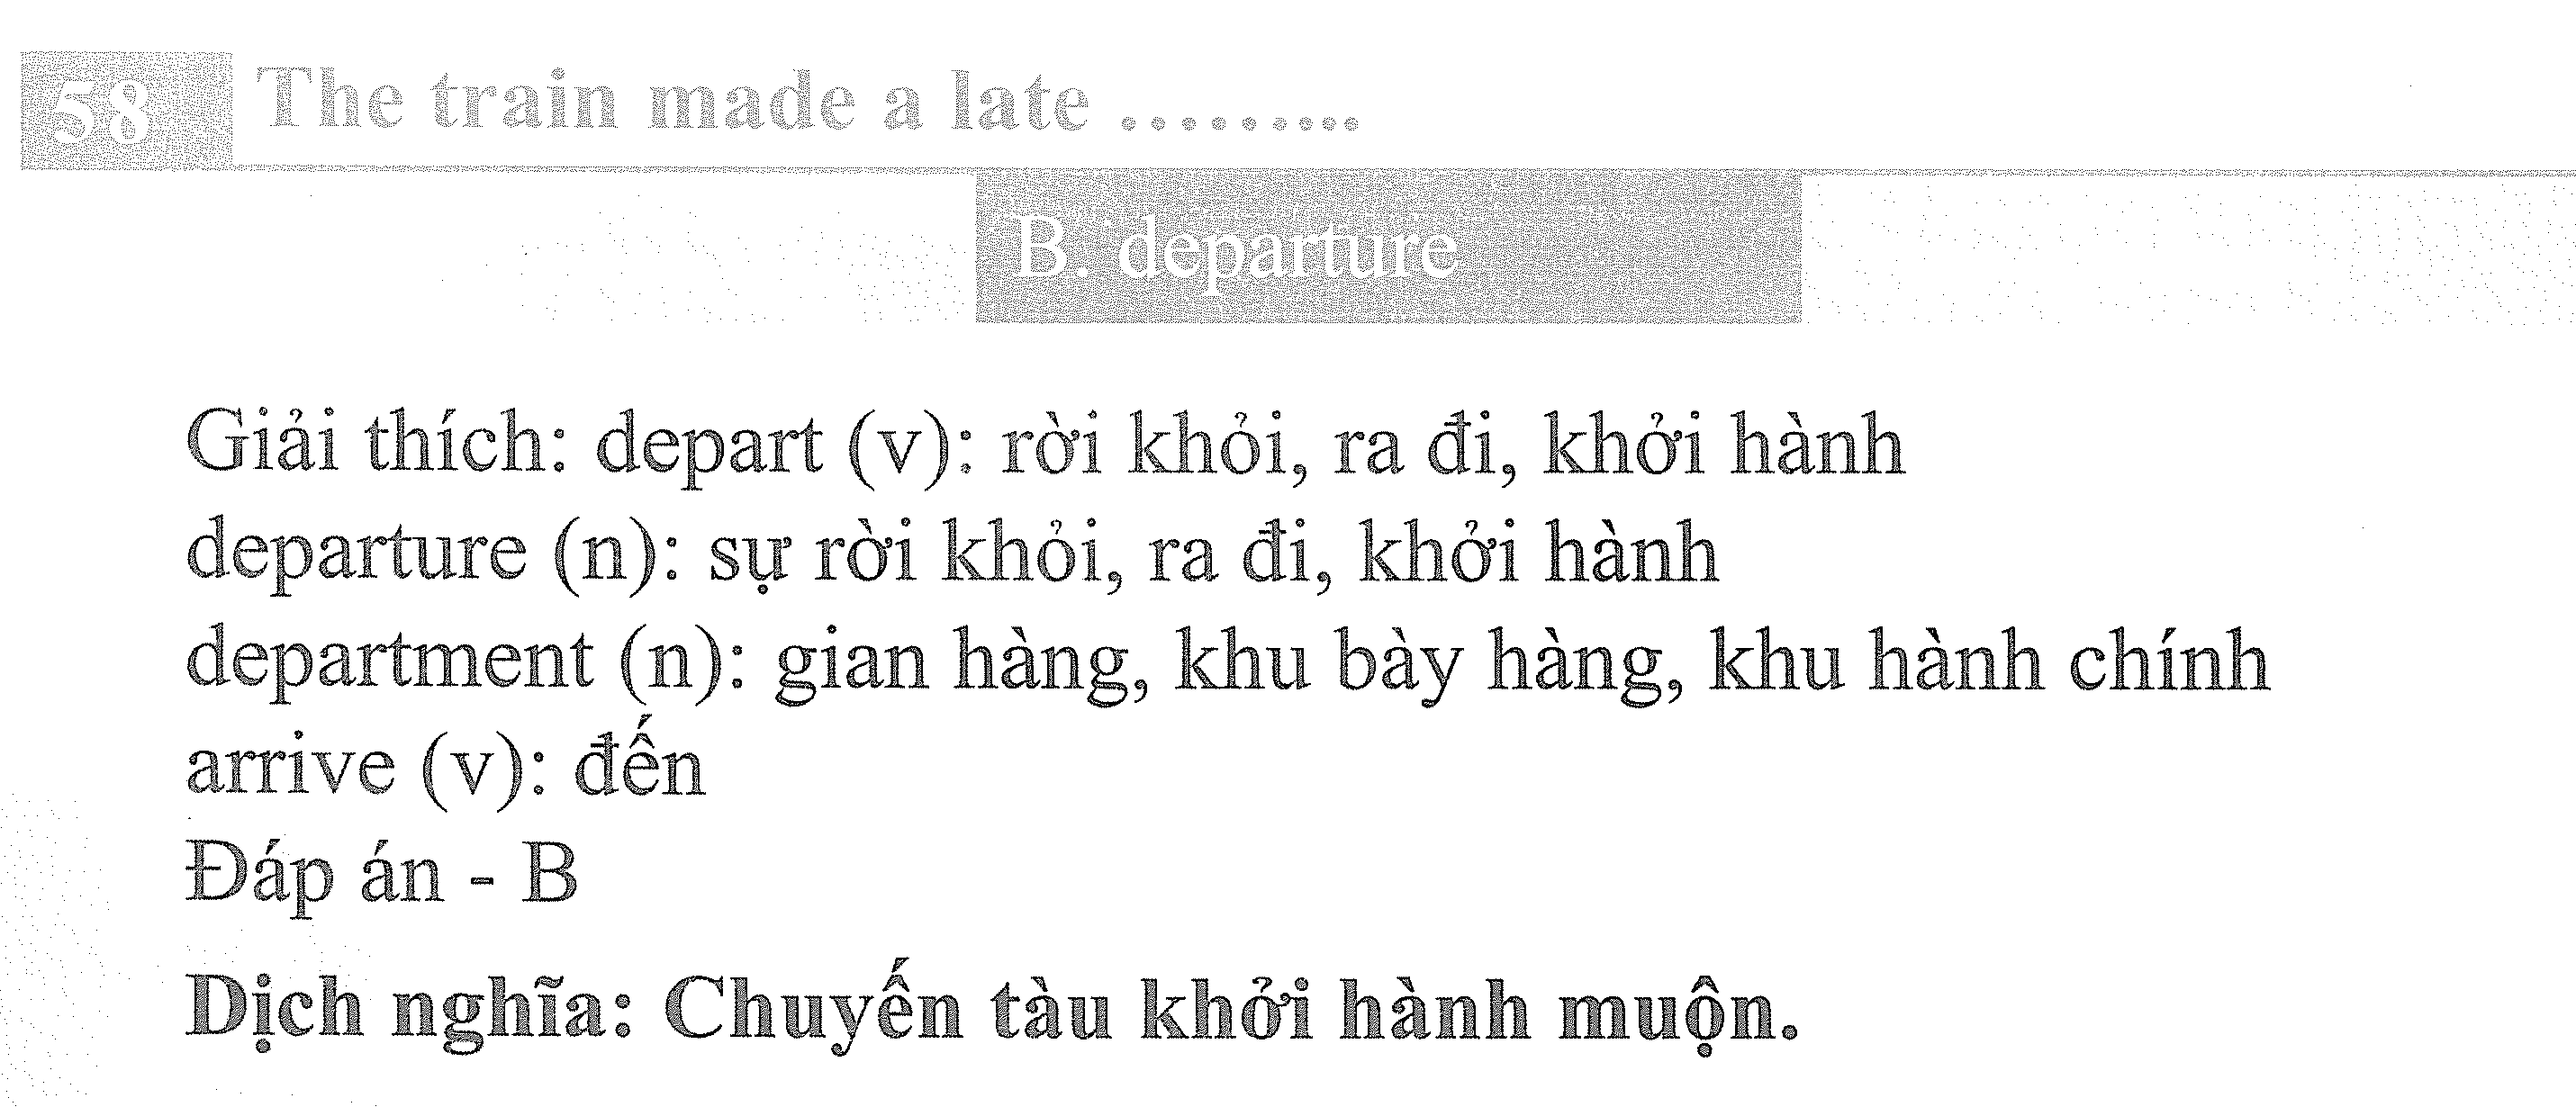 58 The train made a late .........
B. departure
Giải thích: depart (v): rời khỏi, ra đi, khởi hành
departure (n): sự rời khỏi, ra đi, khởi hành
department (n): gian hàng, khu bày hàng, khu hành chính
arrive (v): đến
Đáp án - B
Dịch nghĩa: Chuyến tàu khởi hành muộn.